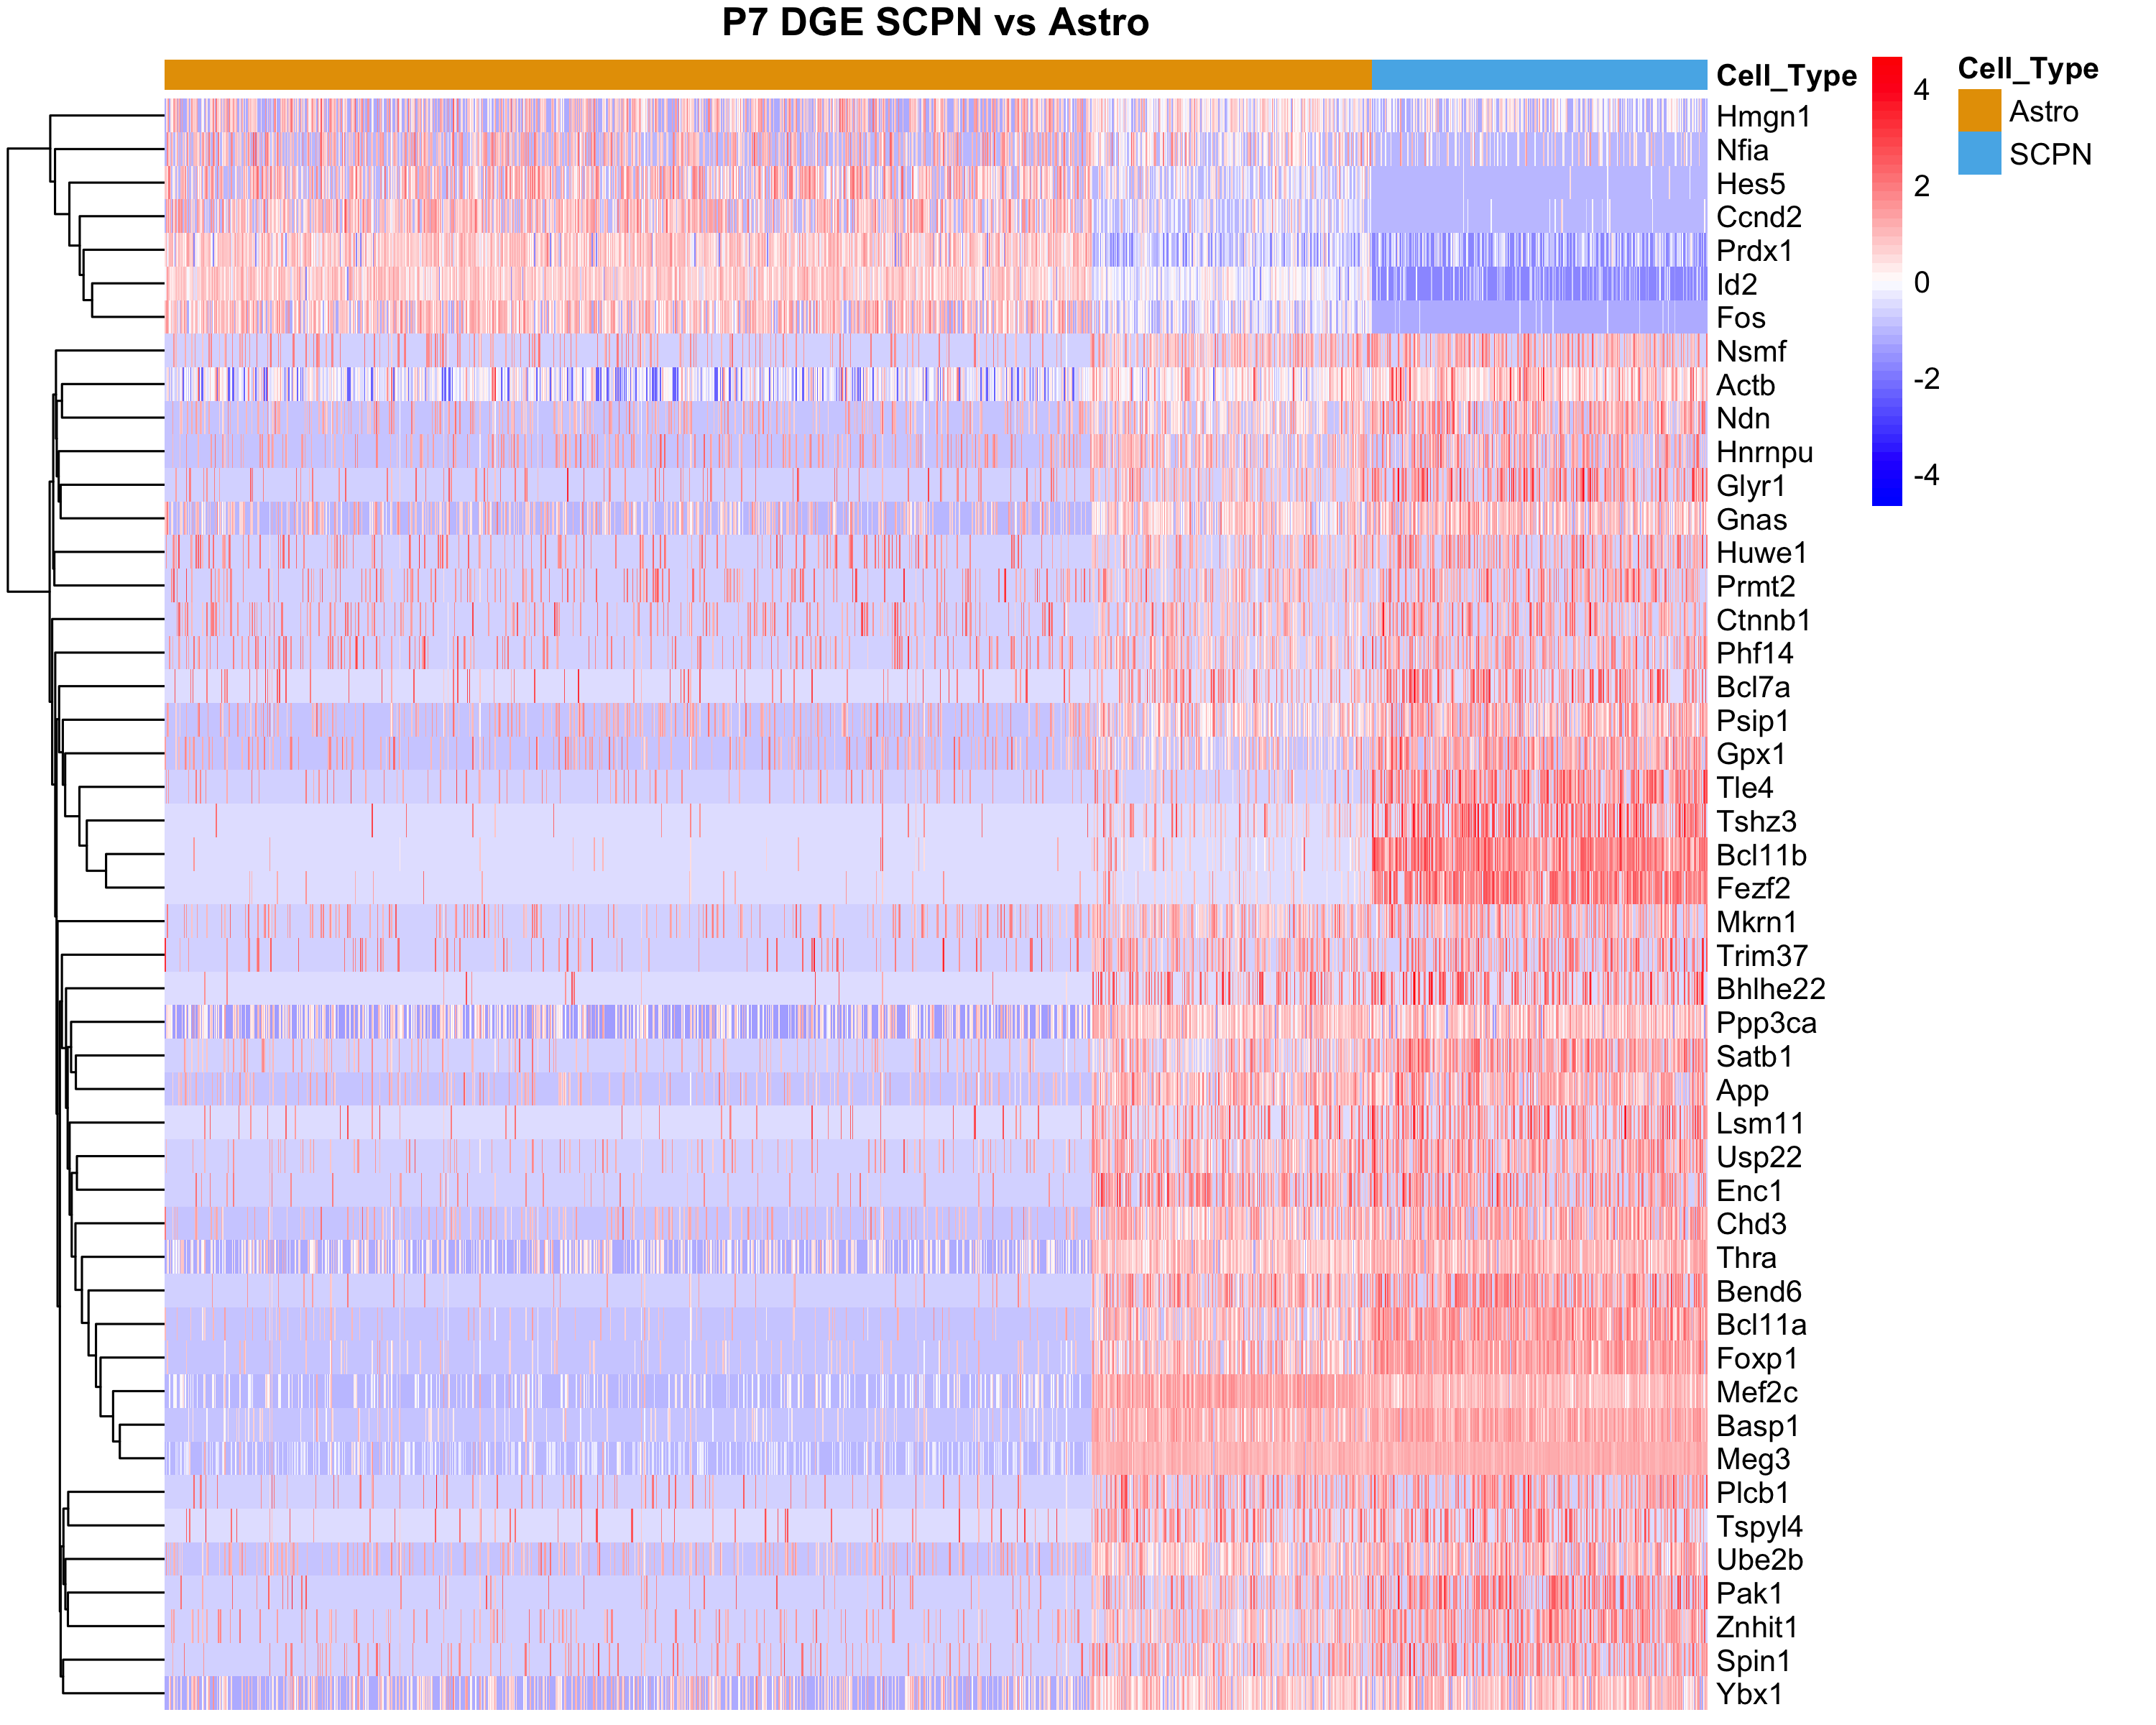 P7 DGE SCPN vs Astro
Cell_Type
Hmgn1
Nfia
Hes5
Ccnd2
Prdx1
Id2
Fos
Nsmf
Actb
Ndn
Hnrnpu
Glyr1
Gnas
Huwe1
Prmt2
Ctnnb1
Phf14
Bcl7a
Psip1
Gpx1
Tle4
Tshz3
Bcl11b
Fezf2
Mkrn1
Trim37
Bhlhe22
Ppp3ca
Satb1
App
Lsm11
Usp22
Enc1
Chd3
Thra
Bend6
Bcl11a
Foxp1
Mef2c
Basp1
Meg3
Plcb1
Tspyl4
Ube2b
Pak1
Znhit1
Spin1
Ybx1
4
2
0
-2
-4
Cell_Type
Astro
SCPN